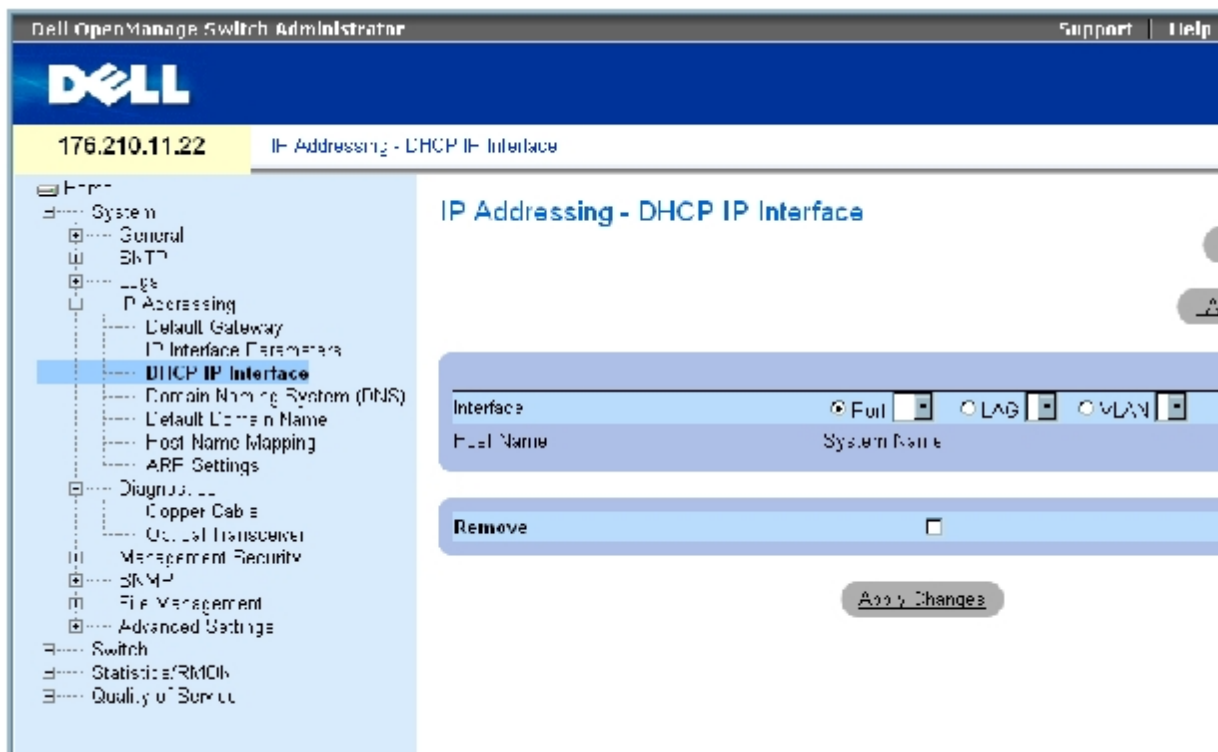 Dell OpenManage Switch Administrator
Support | Help
DELL
176.210.11.22
IP Addressing - DHCP IP Interface
Home
System
General
SNTP
Logs
IP Addressing
Default Gateway
IP Interface Parameters
DHCP IP Interface
Domain Naming System (DNS)
Default Domain Name
Host Name Mapping
ARP Settings
Diagnostics
Copper Cable
Optical Transceiver
Management Security
SNMP
File Management
Advanced Settings
Switch
Statistics/RMON
Quality of Service
IP Addressing - DHCP IP Interface
Interface Port LAG VLAN
Host Name System Name
Remove
Apply Changes